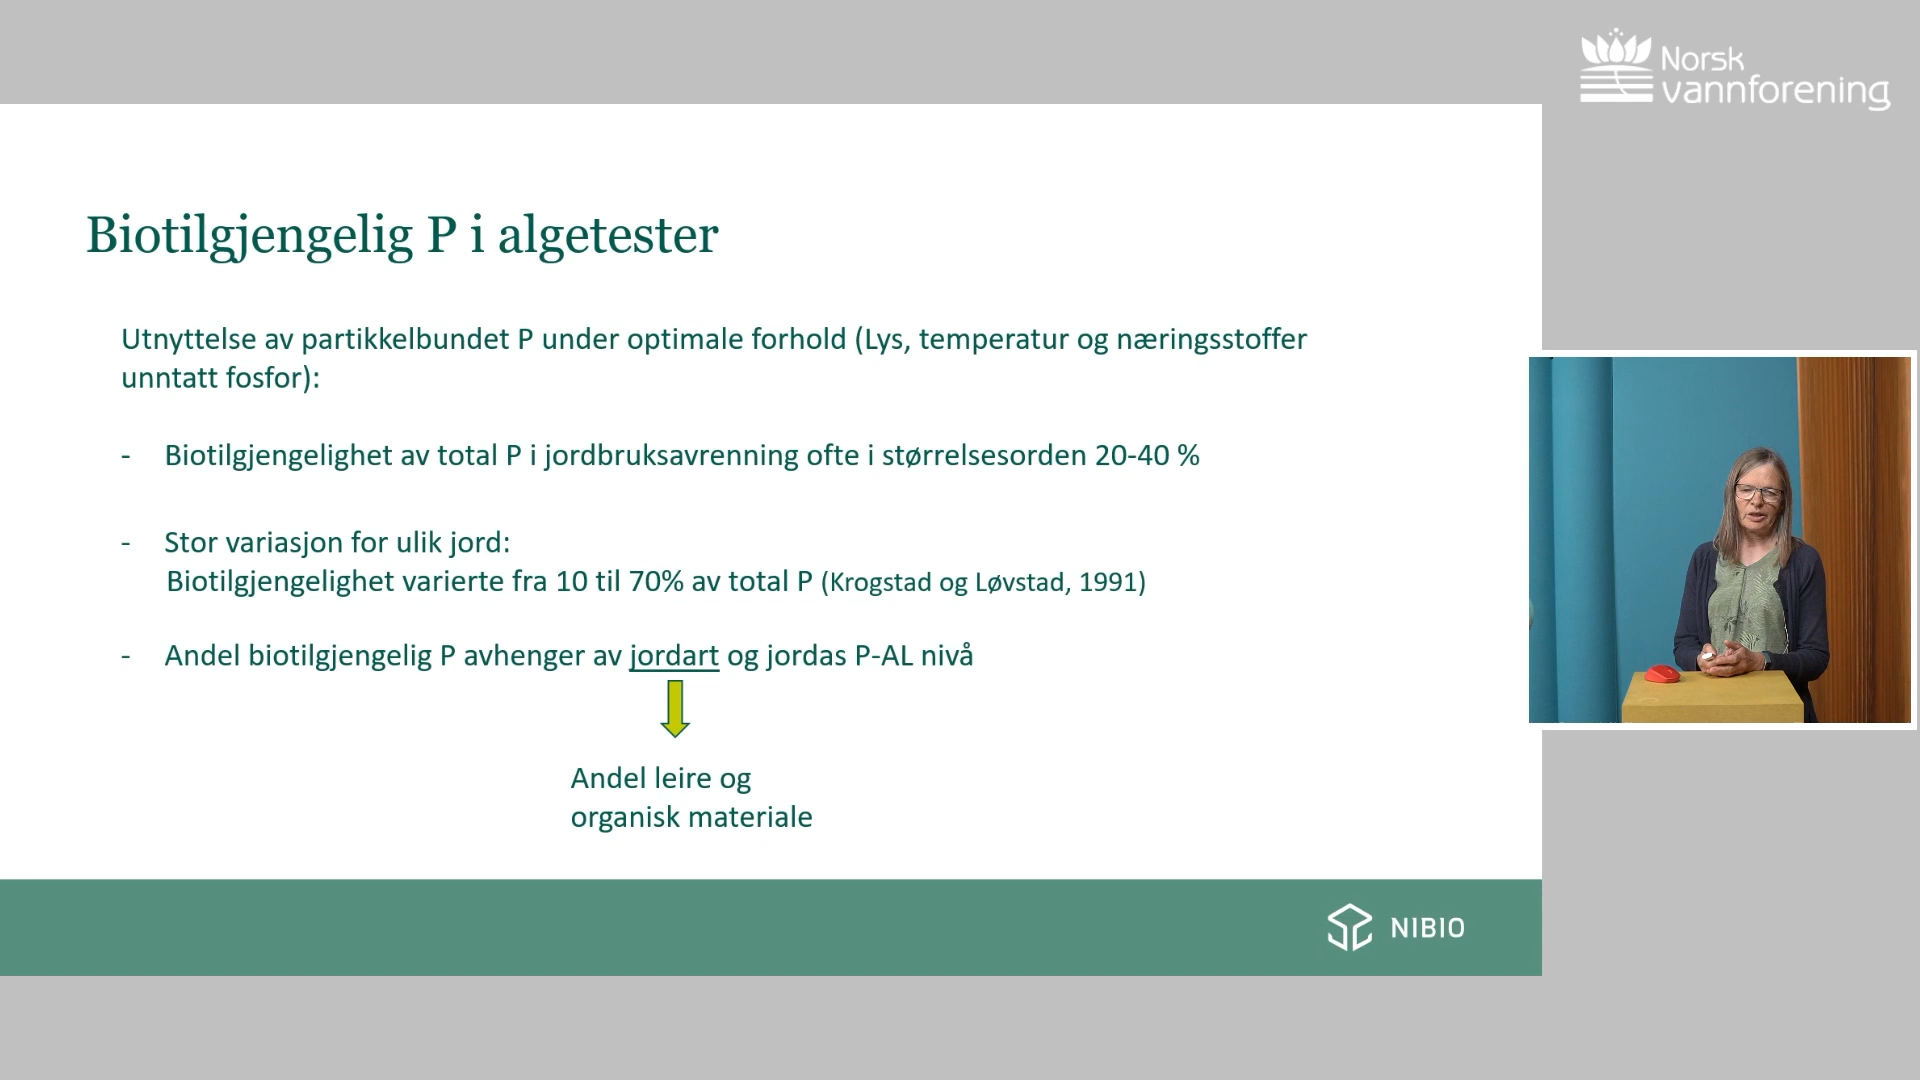 Norsk
vannforening
Biotilgjengelig P i algetester
Utnyttelse av partikkelbundet P under optimale forhold (Lys, temperatur og næringsstoffer
unntatt fosfor):
- Biotilgjengelighet av total P i jordbruksavrenning ofte i størrelsesorden 20-40 %
- Stor variasjon for ulik jord:
Biotilgjengelighet varierte fra 10 til 70% av total P (Krogstad og Løvstad, 1991)
- Andel biotilgjengelig P avhenger av jordart og jordas P-AL nivå
Andel leire og
organisk materiale
NIBIO